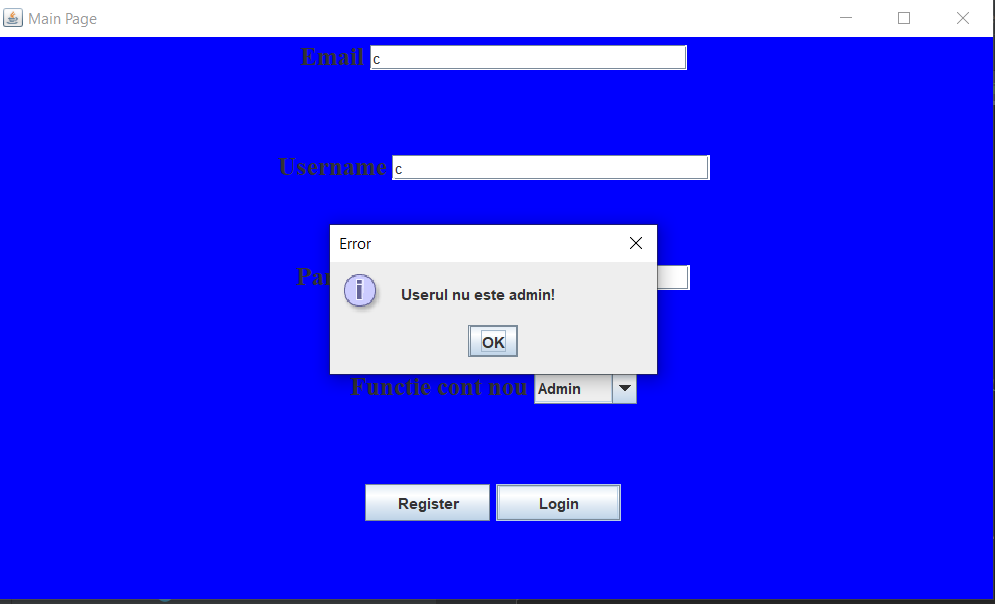 Main Page
Email c
Username c
Error
Userul nu este admin!
OK
Functie cont nou Admin
Register Login